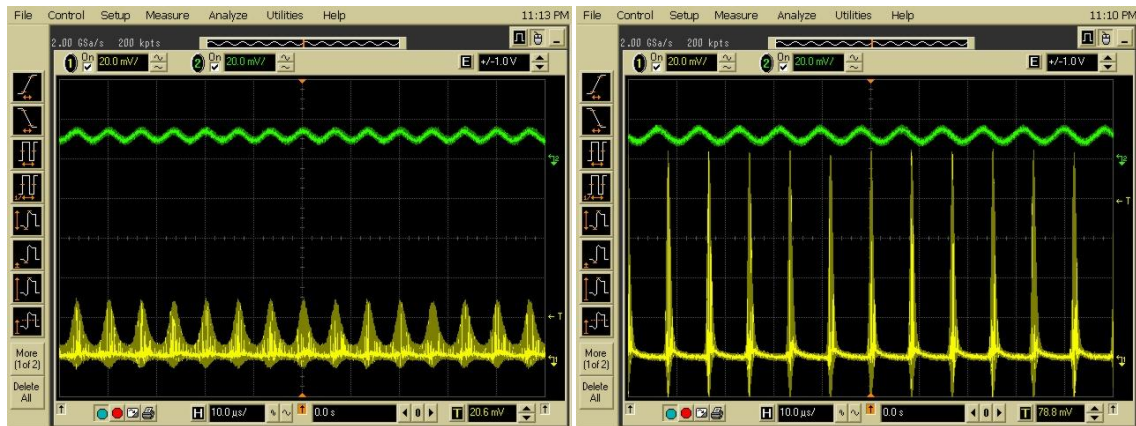 File Control Setup Measure Analyze Utilities Help 11:13 PM
2.00 GSa/s 200 kpts
1 On 20.0 mV/ 2 On 20.0 mV/ E +/-1.0 V
T
More
(1 of 2)
Delete
All
H 10.0 µs/ 0.0 s 0 T 20.6 mV
File Control Setup Measure Analyze Utilities Help 11:10 PM
2.00 GSa/s 200 kpts
1 On 20.0 mV/ 2 On 20.0 mV/ E +/-1.0 V
T
More
(1 of 2)
Delete
All
H 10.0 µs/ 0.0 s 0 T 78.8 mV